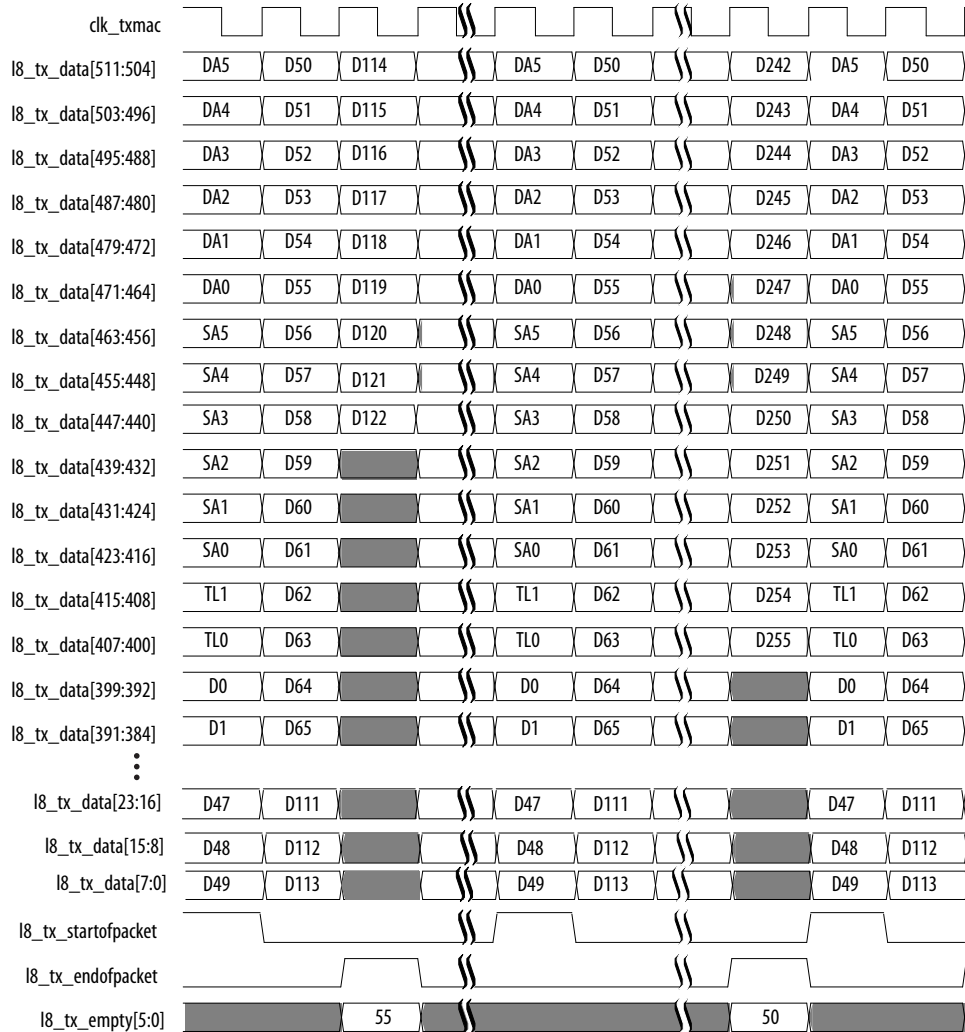 clk_txmac
l8_tx_data[511:504] DA5 D50 D114 DA5 D50 D242 DA5 D50
l8_tx_data[503:496] DA4 D51 D115 DA4 D51 D243 DA4 D51
l8_tx_data[495:488] DA3 D52 D116 DA3 D52 D244 DA3 D52
l8_tx_data[487:480] DA2 D53 D117 DA2 D53 D245 DA2 D53
l8_tx_data[479:472] DA1 D54 D118 DA1 D54 D246 DA1 D54
l8_tx_data[471:464] DA0 D55 D119 DA0 D55 D247 DA0 D55
l8_tx_data[463:456] SA5 D56 D120 SA5 D56 D248 SA5 D56
l8_tx_data[455:448] SA4 D57 D121 SA4 D57 D249 SA4 D57
l8_tx_data[447:440] SA3 D58 D122 SA3 D58 D250 SA3 D58
l8_tx_data[439:432] SA2 D59 SA2 D59 D251 SA2 D59
l8_tx_data[431:424] SA1 D60 SA1 D60 D252 SA1 D60
l8_tx_data[423:416] SA0 D61 SA0 D61 D253 SA0 D61
l8_tx_data[415:408] TL1 D62 TL1 D62 D254 TL1 D62
l8_tx_data[407:400] TL0 D63 TL0 D63 D255 TL0 D63
l8_tx_data[399:392] D0 D64 D0 D64 D0 D64
l8_tx_data[391:384] D1 D65 D1 D65 D1 D65
l8_tx_data[23:16] D47 D111 D47 D111 D47 D111
l8_tx_data[15:8] D48 D112 D48 D112 D48 D112
l8_tx_data[7:0] D49 D113 D49 D113 D49 D113
l8_tx_startofpacket
l8_tx_endofpacket
l8_tx_empty[5:0] 55 50